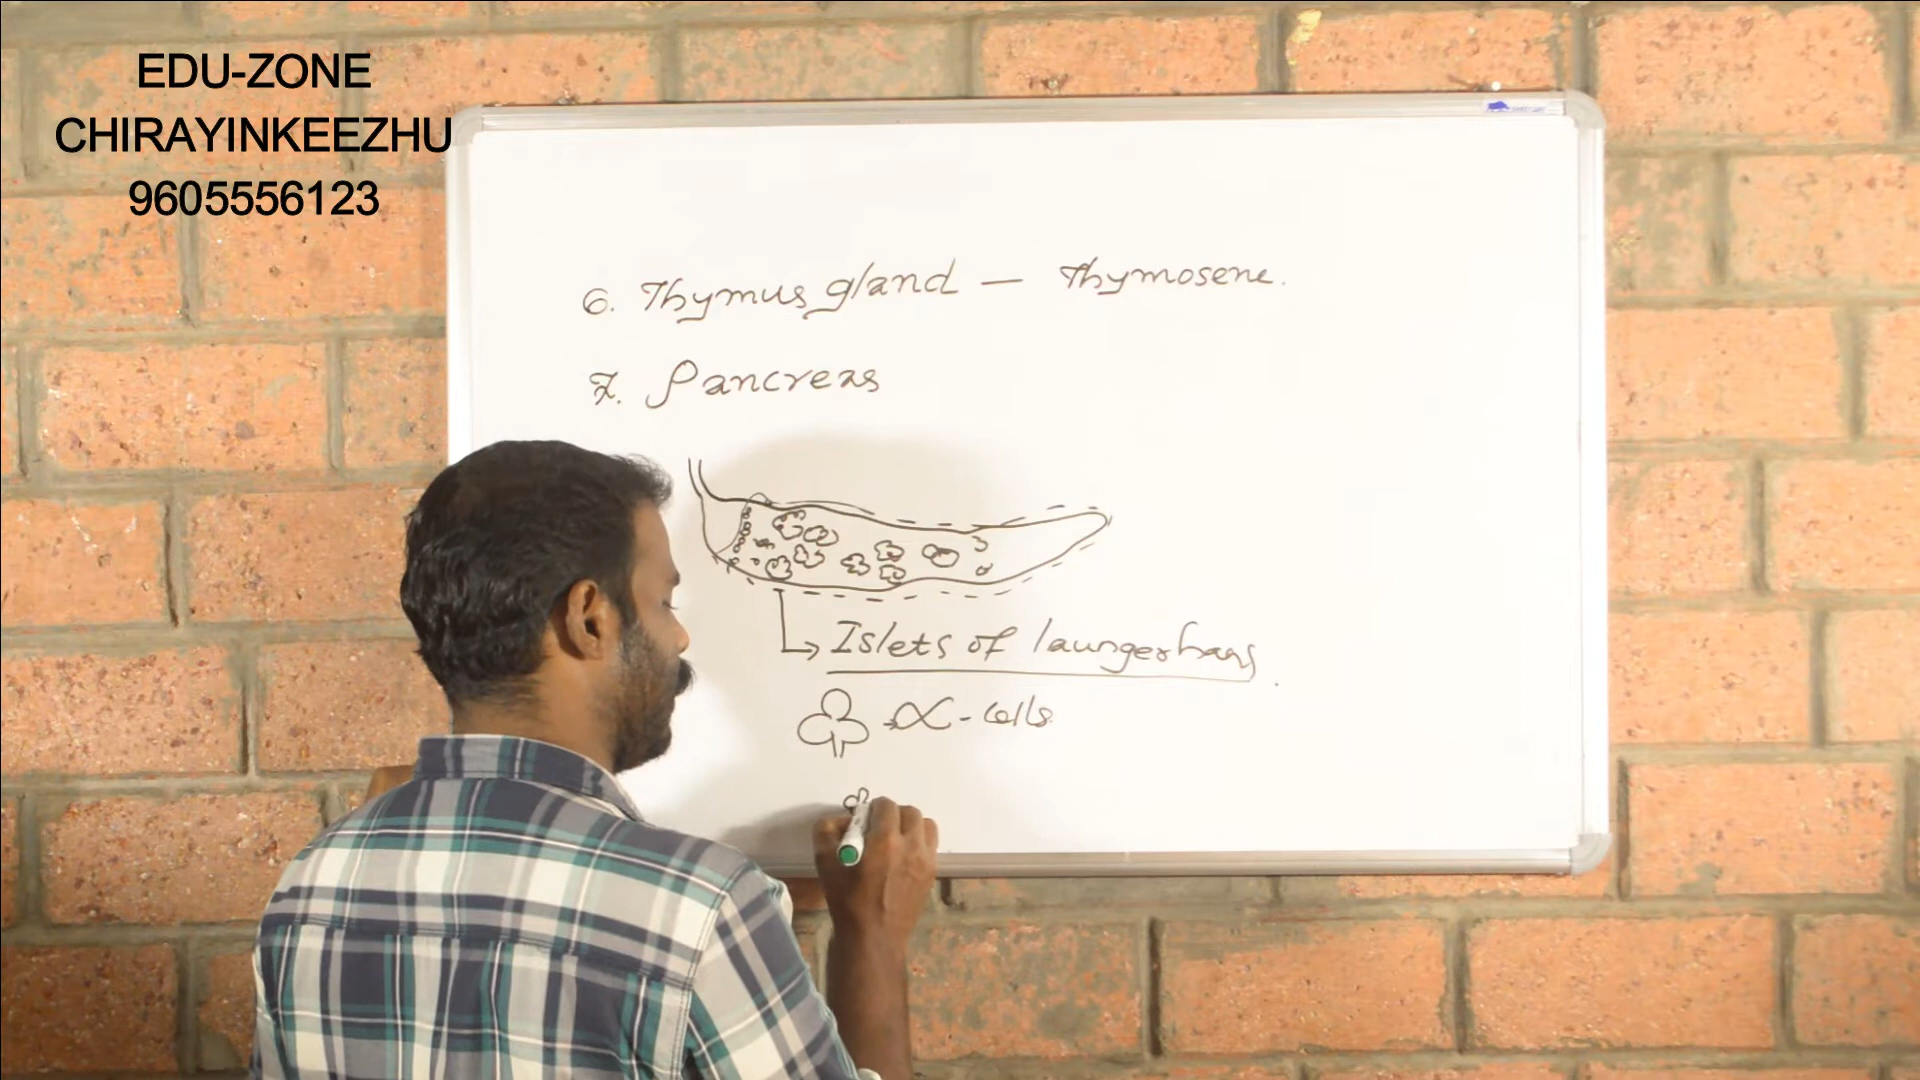 EDU-ZONE
CHIRAYINKEEZHU
9605556123
6. Thymus gland — Thymosene.
7. Pancreas
Islets of laungerhans
α - cells